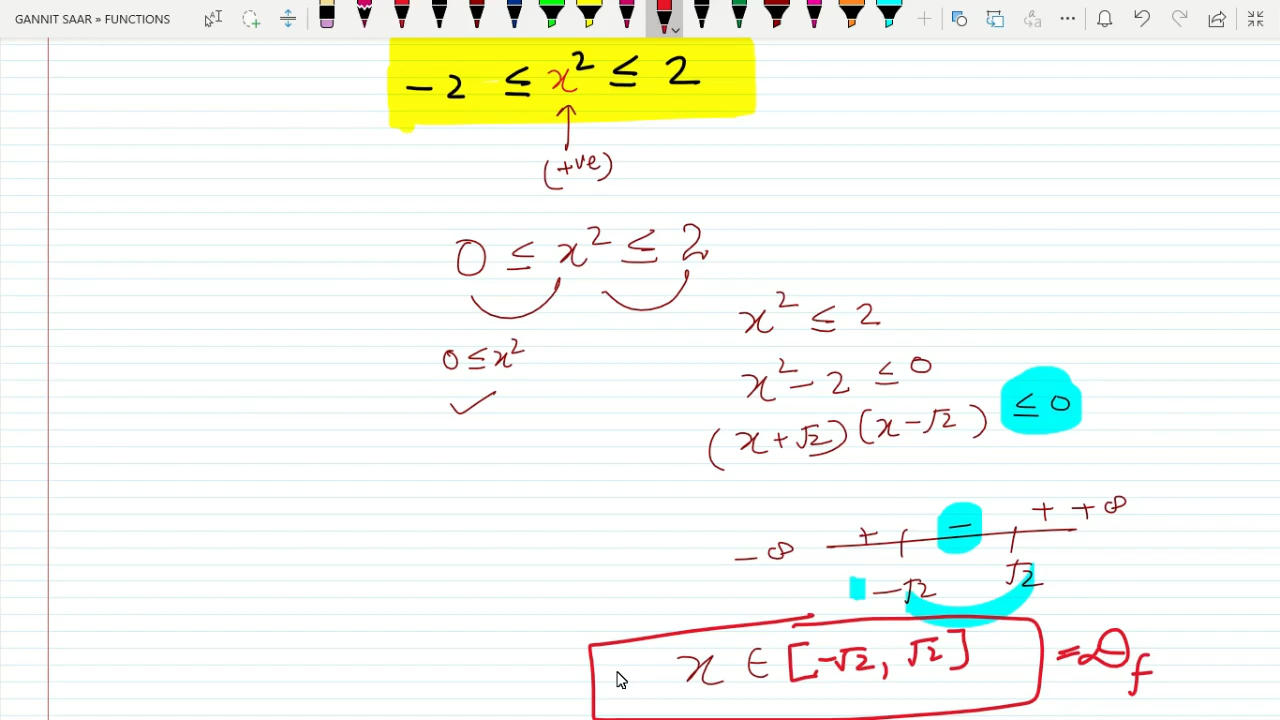 GANNIT SAAR » FUNCTIONS
-2 ≤ x² ≤ 2
(+ve)
0 ≤ x² ≤ 2
x² ≤ 2
0 ≤ x²
x² - 2 ≤ 0
(x+√2)(x-√2) ≤ 0
-∞ + - + +∞
-√2 √2
x ∈ [-√2, √2] = Df